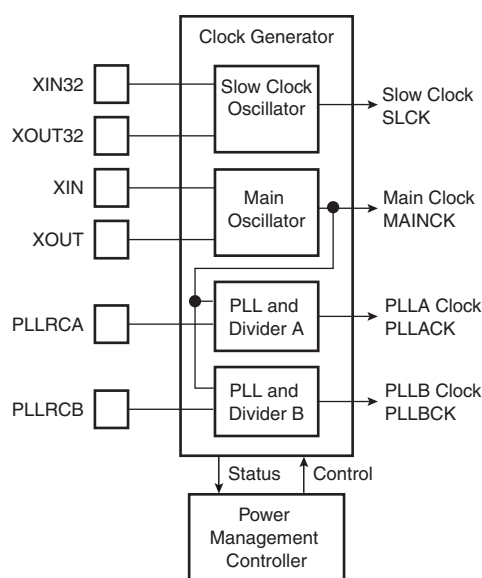 Clock Generator
XIN32
Slow Clock
Oscillator
Slow Clock
SLCK
XOUT32
XIN
Main
Oscillator
Main Clock
MAINCK
XOUT
PLLRCA
PLL and
Divider A
PLLA Clock
PLLACK
PLLRCB
PLL and
Divider B
PLLB Clock
PLLBCK
Status
Control
Power
Management
Controller